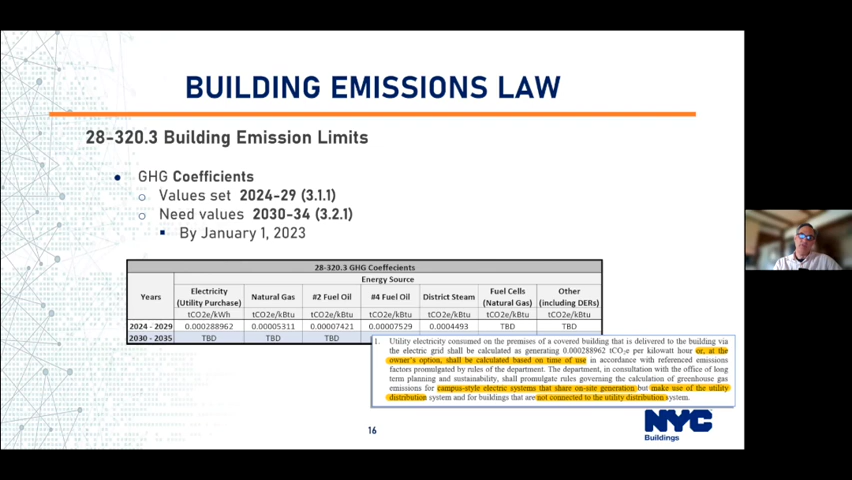 BUILDING EMISSIONS LAW
28-320.3 Building Emission Limits
• GHG Coefficients
o Values set 2024-29 (3.1.1)
o Need values 2030-34 (3.2.1)
▪ By January 1, 2023
28-320.3 GHG Coeffecients
Energy Source
Years Electricity (Utility Purchase) Natural Gas #2 Fuel Oil #4 Fuel Oil District Steam Fuel Cells (Natural Gas) Other (including DERs)
tCO2e/kWh tCO2e/kBtu tCO2e/kBtu tCO2e/kBtu tCO2e/kBtu tCO2e/kBtu tCO2e/kBtu
2024 - 2029 0.000288962 0.00005311 0.00007421 0.00007529 0.0004493 TBD TBD
2030 - 2035 TBD TBD TBD
1. Utility electricity consumed on the premises of a covered building that is delivered to the building via
the electric grid shall be calculated as generating 0.000288962 tCO2e per kilowatt hour or, at the
owner's option, shall be calculated based on time of use in accordance with referenced emissions
factors promulgated by rules of the department. The department, in consultation with the office of long
term planning and sustainability, shall promulgate rules governing the calculation of greenhouse gas
emissions for campus-style electric systems that share on-site generation but make use of the utility
distribution system and for buildings that are not connected to the utility distribution system.
16
NYC
Buildings